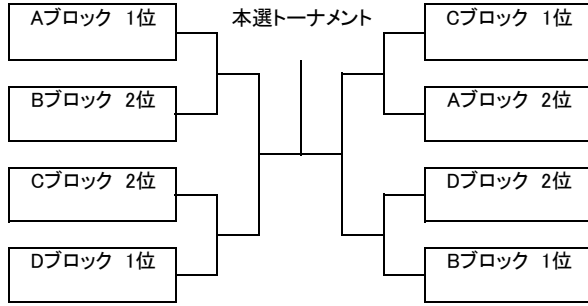 Aブロック 1位
本選トーナメント
Cブロック 1位
Bブロック 2位
Aブロック 2位
Cブロック 2位
Dブロック 2位
Dブロック 1位
Bブロック 1位